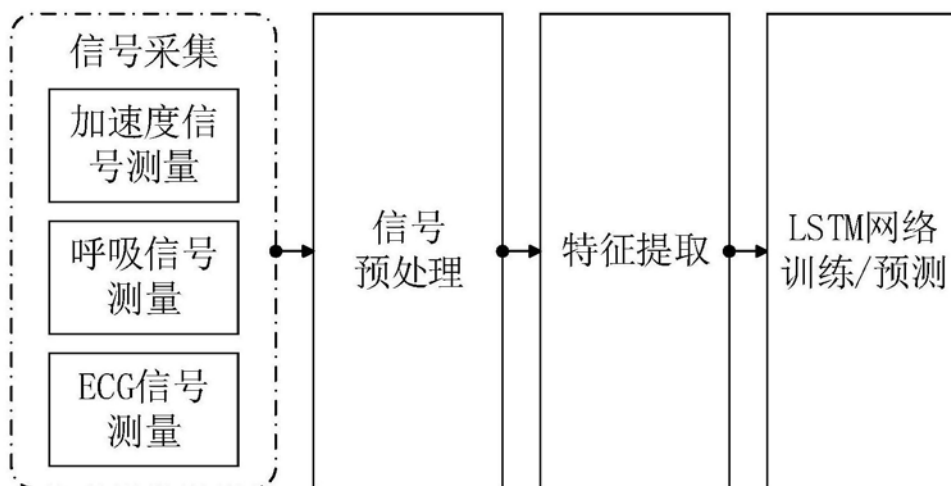 信号采集
加速度信
号测量
呼吸信号
测量
ECG信号
测量
信号
预处理
特征提取
LSTM网络
训练/预测